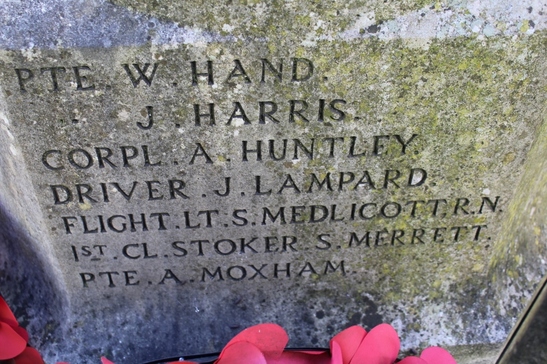 PTE. W. HAND.
" J. HARRIS.
CORPL. A. HUNTLEY.
DRIVER. J. LAMPARD.
FLIGHT. LT. S. MEDLICOTT. R.N.
1ST. CL. STOKER S. MERRETT.
PTE. A. MOXHAM.